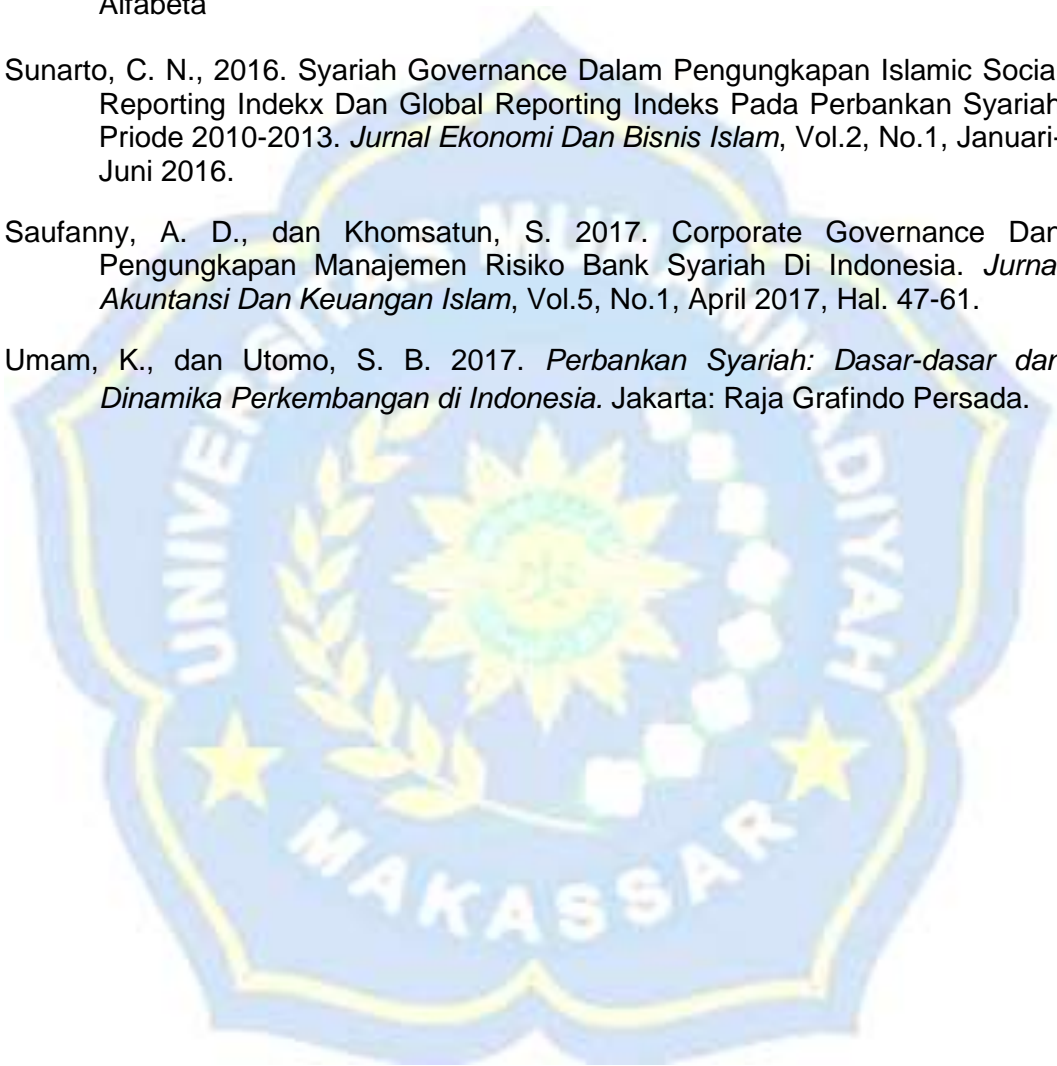 Alfabeta
Sunarto, C. N., 2016. Syariah Governance Dalam Pengungkapan Islamic Social
Reporting Indekx Dan Global Reporting Indeks Pada Perbankan Syariah
Priode 2010-2013. Jurnal Ekonomi Dan Bisnis Islam, Vol.2, No.1, Januari-
Juni 2016.
Saufanny, A. D., dan Khomsatun, S. 2017. Corporate Governance Dan
Pengungkapan Manajemen Risiko Bank Syariah Di Indonesia. Jurnal
Akuntansi Dan Keuangan Islam, Vol.5, No.1, April 2017, Hal. 47-61.
Umam, K., dan Utomo, S. B. 2017. Perbankan Syariah: Dasar-dasar dan
Dinamika Perkembangan di Indonesia. Jakarta: Raja Grafindo Persada.
UNIVERSITAS MUHAMMADIYAH
MAKASSAR